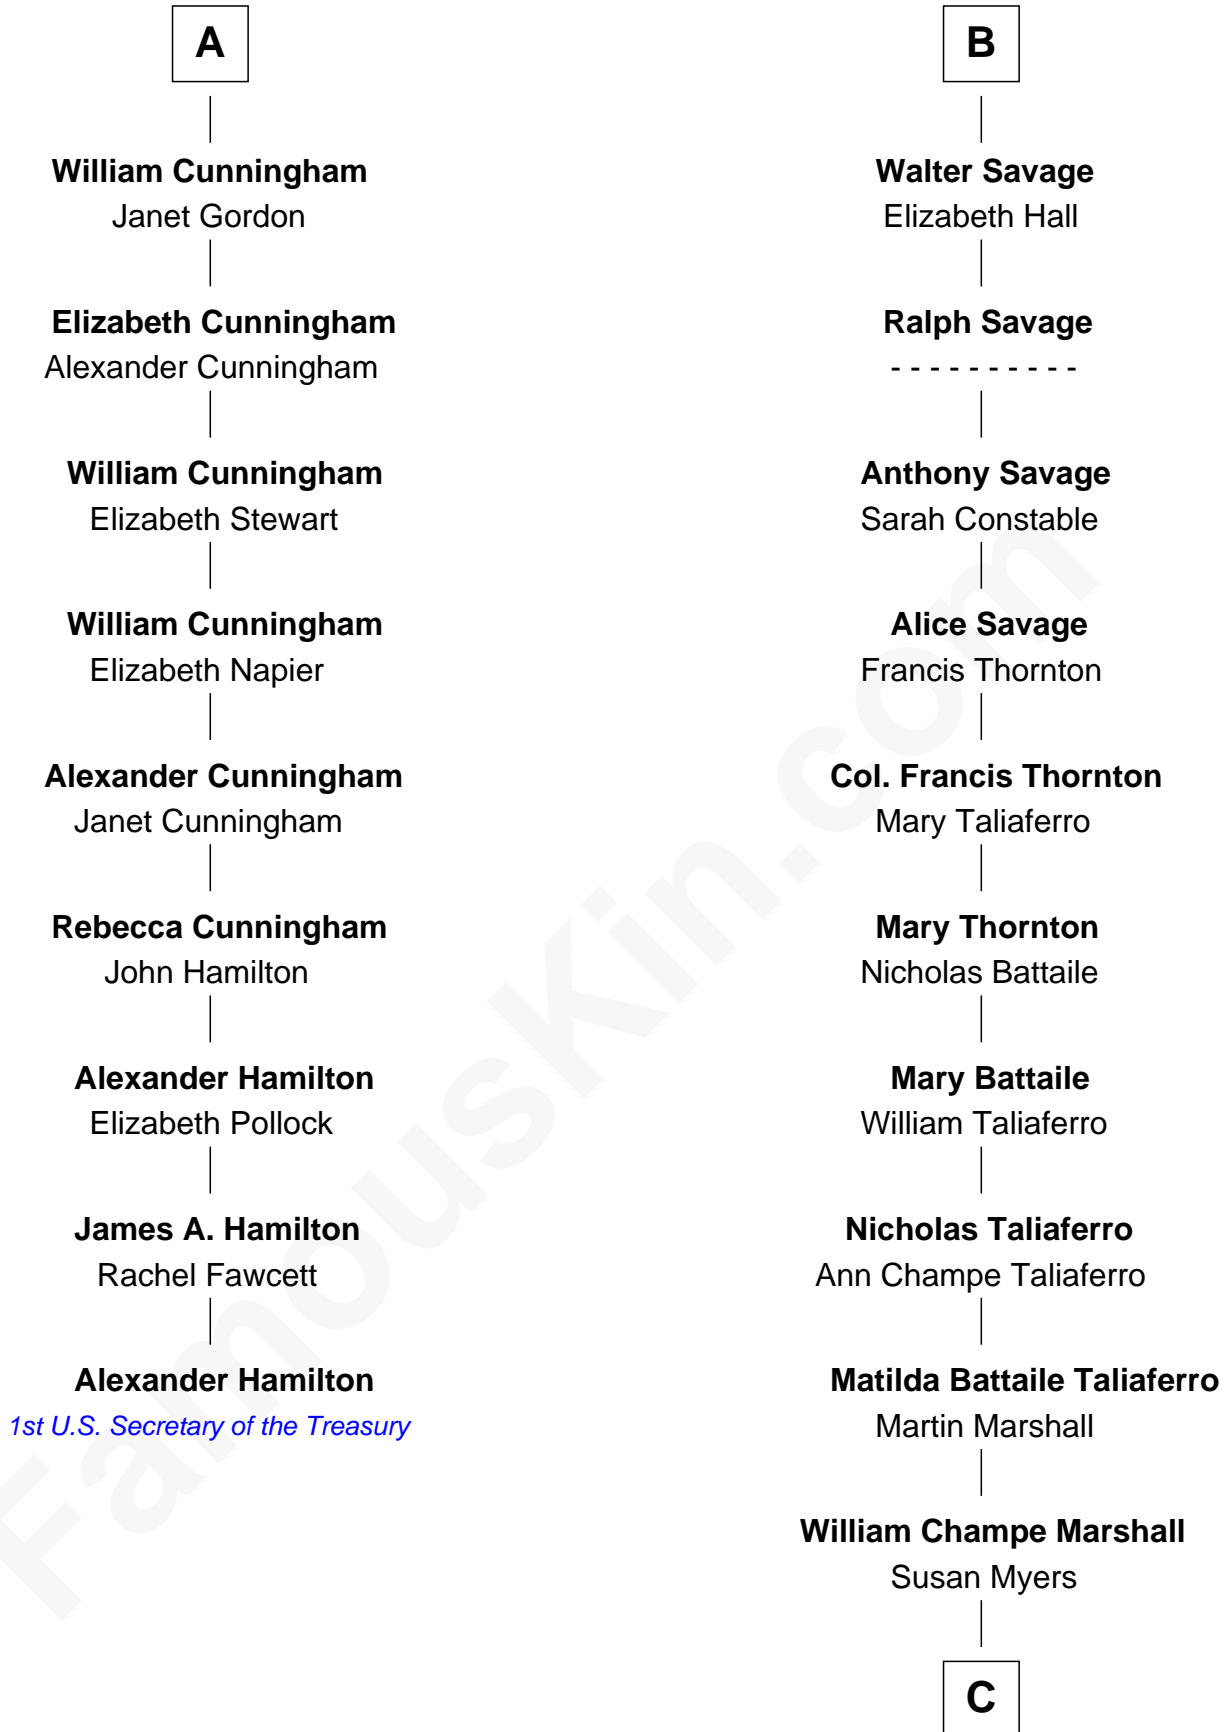 A
William Cunningham
Janet Gordon
Elizabeth Cunningham
Alexander Cunningham
William Cunningham
Elizabeth Stewart
William Cunningham
Elizabeth Napier
Alexander Cunningham
Janet Cunningham
Rebecca Cunningham
John Hamilton
Alexander Hamilton
Elizabeth Pollock
James A. Hamilton
Rachel Fawcett
Alexander Hamilton
1st U.S. Secretary of the Treasury
B
Walter Savage
Elizabeth Hall
Ralph Savage
- - - - - - - - - -
Anthony Savage
Sarah Constable
Alice Savage
Francis Thornton
Col. Francis Thornton
Mary Taliaferro
Mary Thornton
Nicholas Battaile
Mary Battaile
William Taliaferro
Nicholas Taliaferro
Ann Champe Taliaferro
Matilda Battaile Taliaferro
Martin Marshall
William Champe Marshall
Susan Myers
C
FamousKin.com